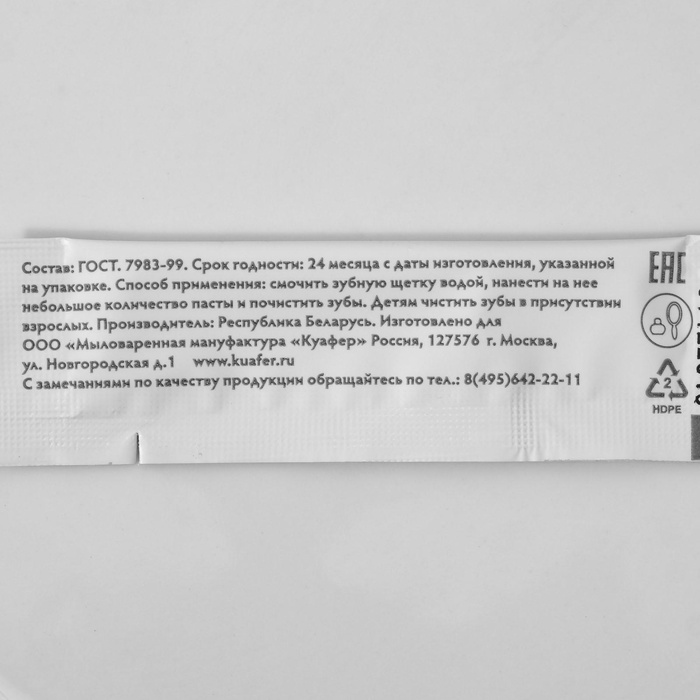 Состав: ГОСТ. 7983-99. Срок годности: 24 месяца с даты изготовления, указанной
на упаковке. Способ применения: смочить зубную щетку водой, нанести на нее
небольшое количество пасты и почистить зубы. Детям чистить зубы в присутствии
взрослых. Производитель: Республика Беларусь. Изготовлено для
ООО «Мыловаренная мануфактура «Куафер» Россия, 127576 г. Москва,
ул. Новгородская д.1 www.kuafer.ru
С замечаниями по качеству продукции обращайтесь по тел.: 8(495)642-22-11
ЕАС
2
HDPE